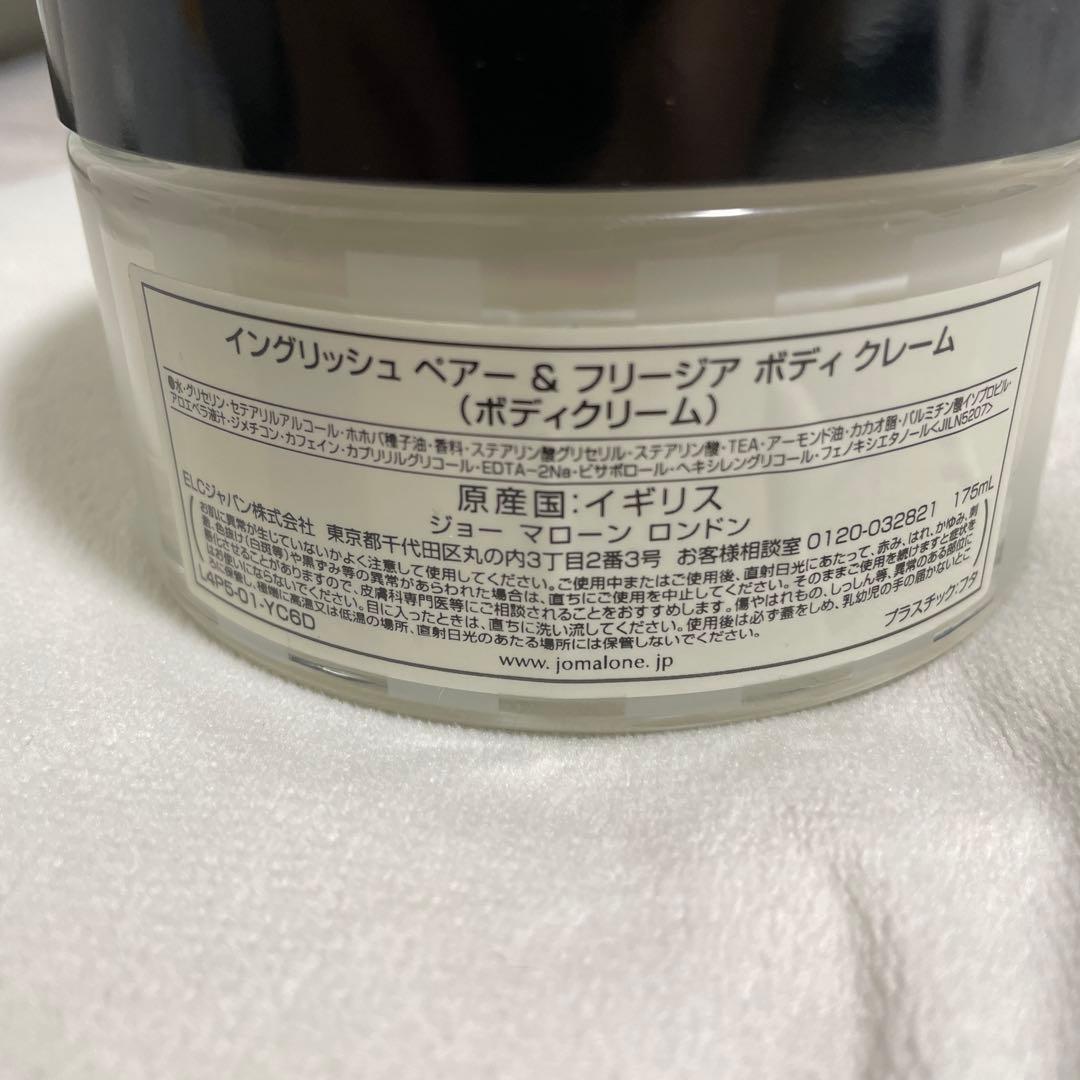 イングリッシュ ペアー & フリージア ボディ クレーム
(ボディクリーム)
●水・グリセリン・セテアリルアルコール・ホホバ種子油・香料・ステアリン酸グリセリル・ステアリン酸・TEA・アーモンド油・カカオ脂・パルミチン酸イソプロピル・
アロエベラ液汁・ジメチコン・カフェイン・カプリリルグリコール・EDTA-2Na・ビサボロール・ヘキシレングリコール・フェノキシエタノール<JILN5207>
原産国:イギリス
175mL
ジョー マローン ロンドン
ELCジャパン株式会社 東京都千代田区丸の内3丁目2番3号 お客様相談室 0120-032821
お肌に異常が生じていないかよく注意して使用してください。ご使用中またはご使用後、直射日光にあたって、赤み、はれ、かゆみ、刺
激、色抜け(白斑等)や黒ずみ等の異常があらわれた場合は、直ちにご使用を中止してください。そのままご使用を続けますと症状を
悪化させることがありますので、皮膚科専門医等にご相談されることをおすすめします。傷やはれもの、しっしん等、異常のある部位に
はお使いにならないでください。目に入ったときは、直ちに洗い流してください。使用後は必ず蓋をしめ、乳幼児の手の届かないとこ
ろに保管し、極端に高温又は低温の場所、直射日光のあたる場所には保管しないでください。
L4P5-01-YC6D
プラスチック:フタ
www.jomalone.jp